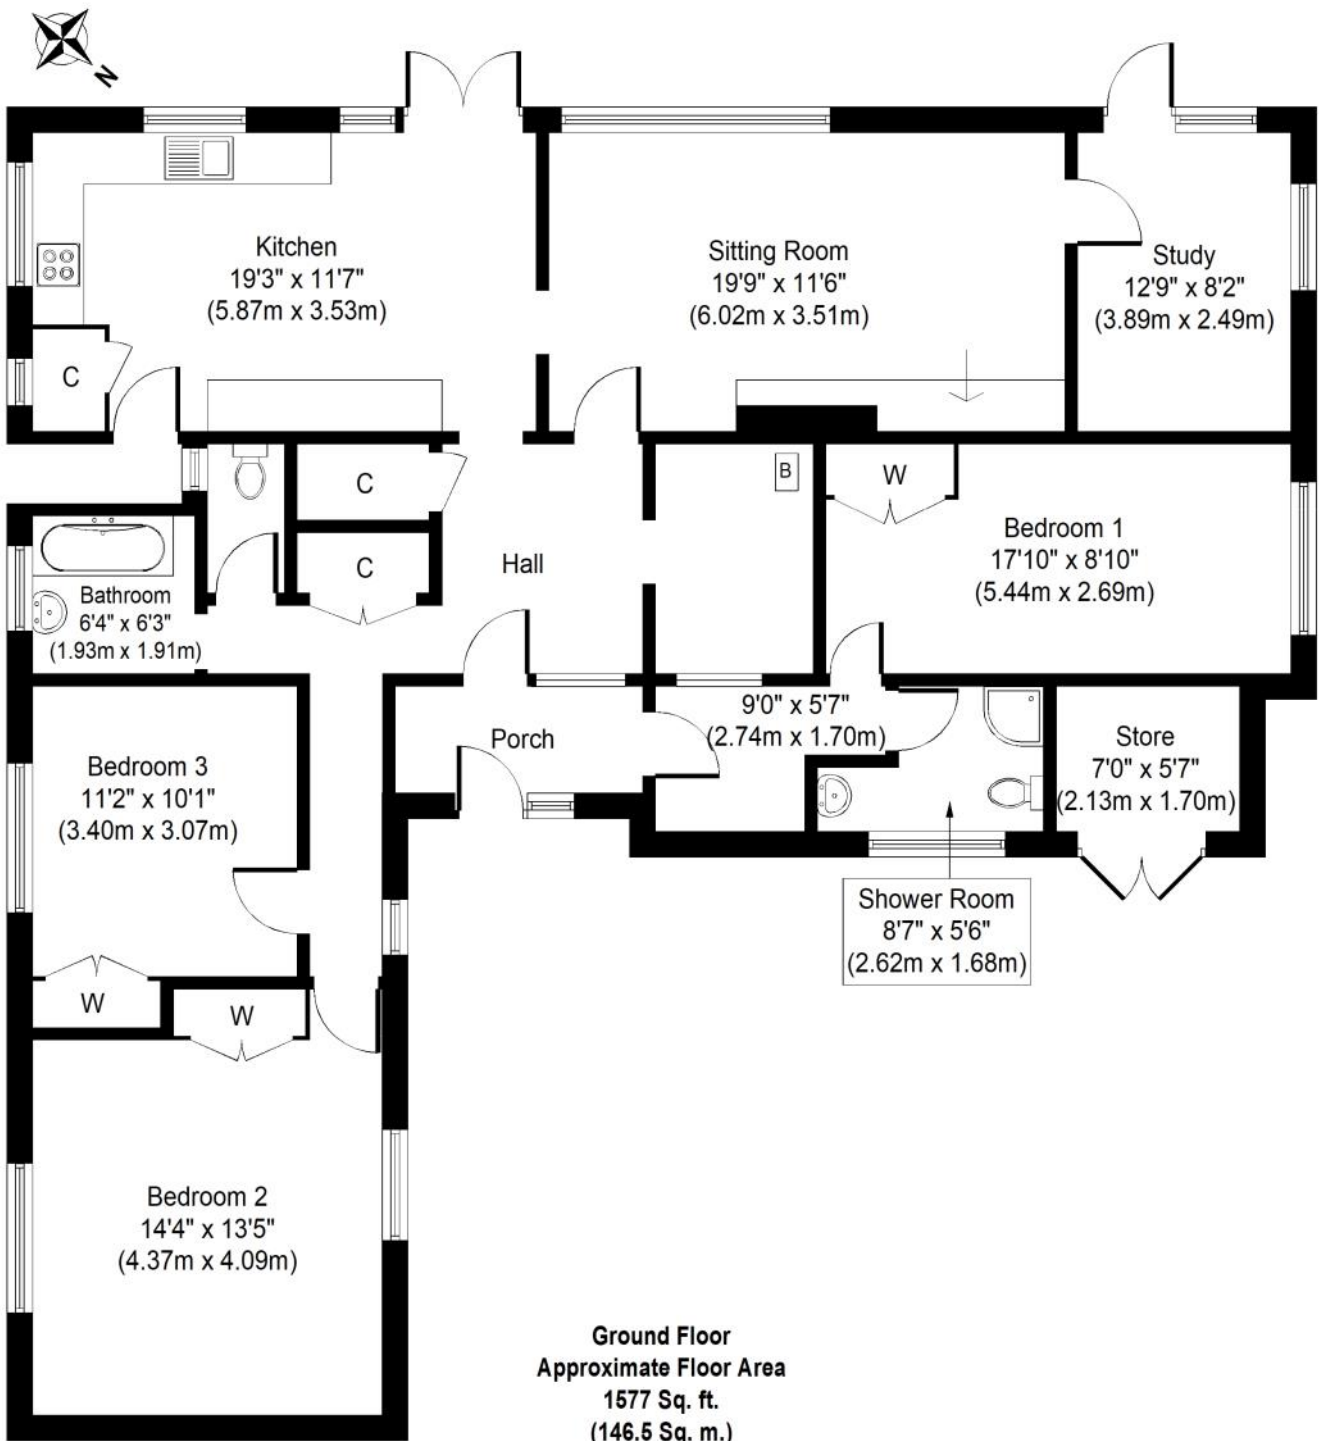 N
Kitchen
19'3" x 11'7"
(5.87m x 3.53m)
Sitting Room
19'9" x 11'6"
(6.02m x 3.51m)
Study
12'9" x 8'2"
(3.89m x 2.49m)
C
C
B
W
Bedroom 1
17'10" x 8'10"
(5.44m x 2.69m)
Hall
C
Bathroom
6'4" x 6'3"
(1.93m x 1.91m)
9'0" x 5'7"
(2.74m x 1.70m)
Porch
Store
7'0" x 5'7"
(2.13m x 1.70m)
Bedroom 3
11'2" x 10'1"
(3.40m x 3.07m)
Shower Room
8'7" x 5'6"
(2.62m x 1.68m)
W
W
Bedroom 2
14'4" x 13'5"
(4.37m x 4.09m)
Ground Floor
Approximate Floor Area
1577 Sq. ft.
(146.5 Sq. m.)